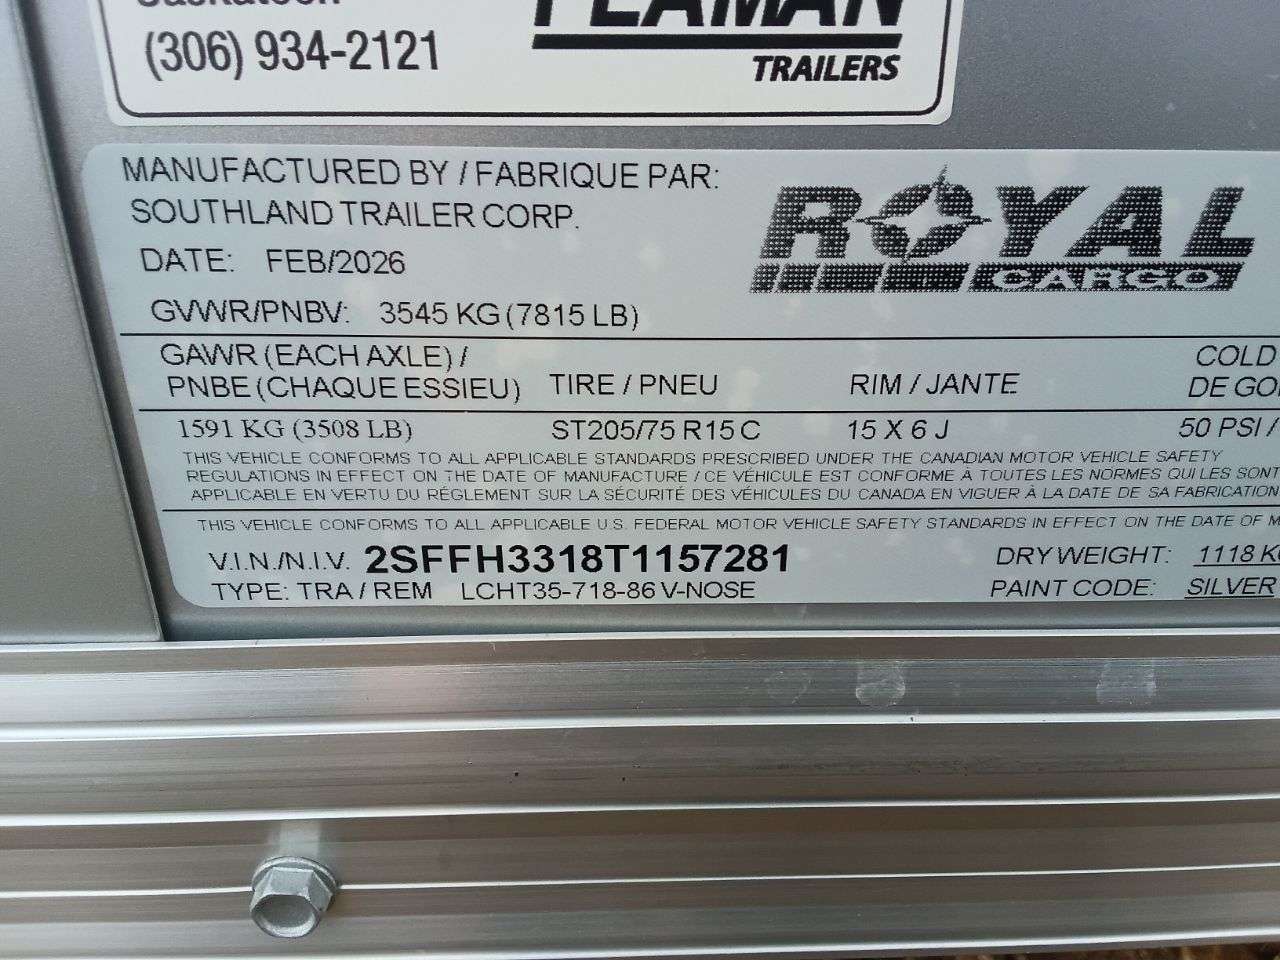 Saskatoon
(306) 934-2121
FLAMAN
TRAILERS
MANUFACTURED BY / FABRIQUE PAR:
SOUTHLAND TRAILER CORP.
DATE: FEB/2026
GVWR/PNBV: 3545 KG (7815 LB)
ROYAL
CARGO
GAWR (EACH AXLE) /
PNBE (CHAQUE ESSIEU) TIRE / PNEU RIM / JANTE COLD
DE
1591 KG (3508 LB) ST205/75 R15 C 15 X 6 J 50 PSI /
THIS VEHICLE CONFORMS TO ALL APPLICABLE STANDARDS PRESCRIBED UNDER THE CANADIAN MOTOR VEHICLE SAFETY
REGULATIONS IN EFFECT ON THE DATE OF MANUFACTURE / CE VÉHICULE EST CONFORME À TOUTES LES NORMES QUI LES SONT
APPLICABLE EN VERTU DU RÉGLEMENT SUR LA SÉCURITÉ DES VÉHICULES DU CANADA EN VIGUER À LA DATE DE SA FABRICATION
THIS VEHICLE CONFORMS TO ALL APPLICABLE U.S. FEDERAL MOTOR VEHICLE SAFETY STANDARDS IN EFFECT ON THE DATE OF
V.I.N./N.I.V. 2SFFH3318T1157281 DRY WEIGHT: 1118 KG
TYPE: TRA / REM LCHT35-718-86 V-NOSE PAINT CODE: SILVER